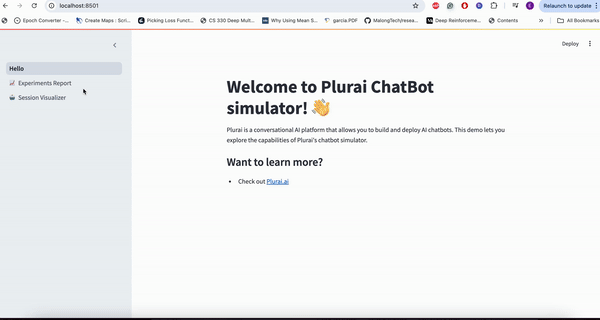 localhost:8501
Relaunch to update
Epoch Converter -...
Create Maps : Scri...
Picking Loss Funct...
CS 330 Deep Mult...
Why Using Mean S...
garcia.PDF
MalongTech/resea...
Deep Reinforceme...
Contents
»
All Bookmarks
Deploy
Hello
Experiments Report
Session Visualizer
Welcome to Plurai ChatBot
simulator! 👋
Plurai is a conversational AI platform that allows you to build and deploy AI chatbots. This demo lets you
explore the capabilities of Plurai's chatbot simulator.
Want to learn more?
• Check out Plurai.ai